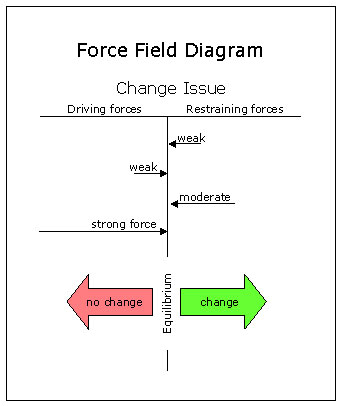 Force Field Diagram
Change Issue
Driving forces
Restraining forces
weak
weak
moderate
strong force
no change
Equilibrium
change